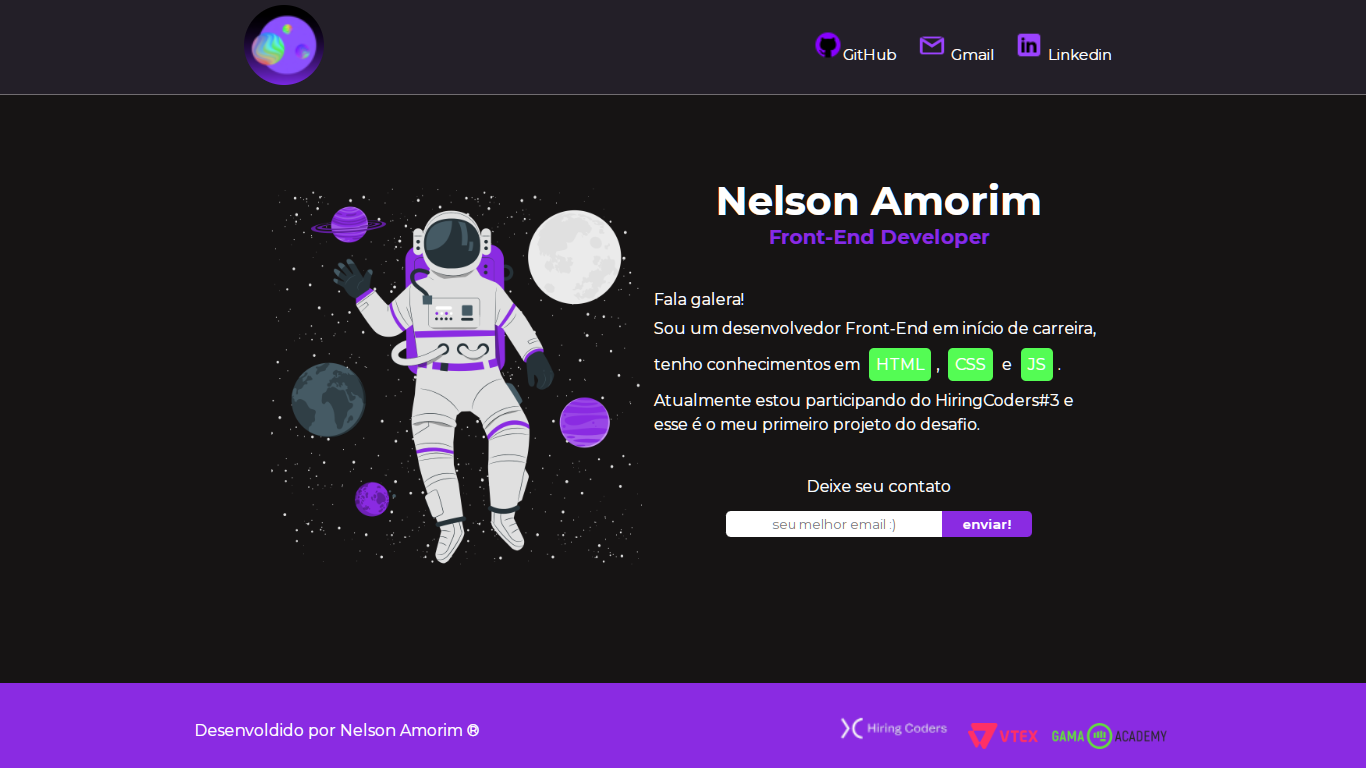 GitHub Gmail Linkedin
Nelson Amorim
Front-End Developer
Fala galera!
Sou um desenvolvedor Front-End em início de carreira,
tenho conhecimentos em HTML , CSS e JS .
Atualmente estou participando do HiringCoders#3 e
esse é o meu primeiro projeto do desafio.
Deixe seu contato
seu melhor email :) enviar!
Desenvoldido por Nelson Amorim ®
Hiring Coders VTEX GAMA ACADEMY